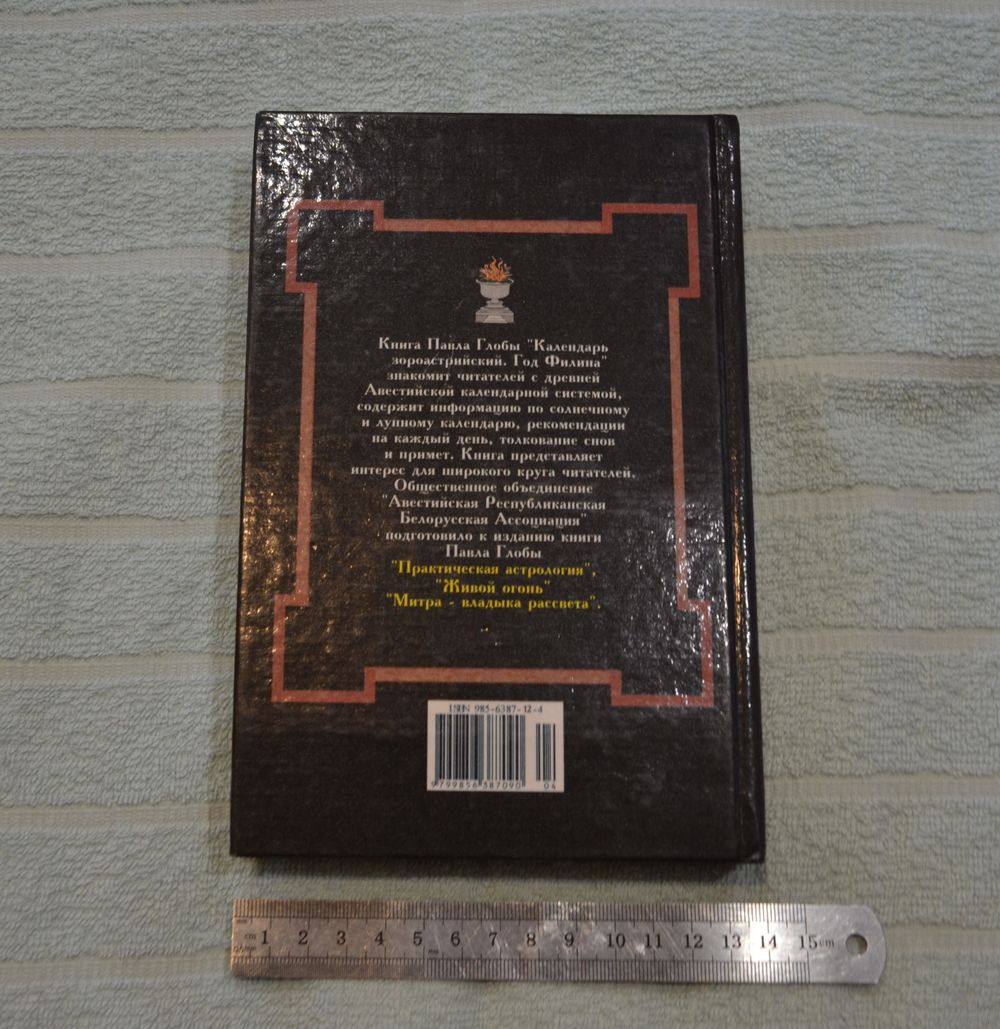 Книга Павла Глобы "Календарь
зороастрийский. Год Филина"
знакомит читателей с древней
Авестийской календарной системой,
содержит информацию по солнечному
и лунному календарю, рекомендации
на каждый день, толкование снов
и примет. Книга представляет
интерес для широкого круга читателей.
Общественное объединение
"Авестийская Республиканская
Белорусская Ассоциация"
подготовило к изданию книги
Павла Глобы
"Практическая астрология",
"Живой огонь"
"Митра - владыка рассвета".
ISBN 985-6387-12-4
9799856387090 04
cm 1 2 3 4 5 6 7 8 9 10 11 12 13 14 15cm